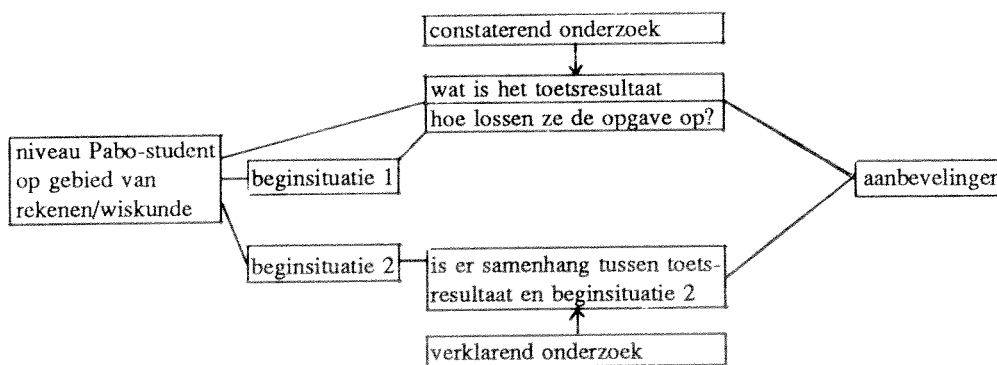 constaterend onderzoek
wat is het toetsresultaat
hoe lossen ze de opgave op?
niveau Pabo-student
op gebied van
rekenen/wiskunde
beginsituatie 1
aanbevelingen
beginsituatie 2
is er samenhang tussen toets-
resultaat en beginsituatie 2
verklarend onderzoek